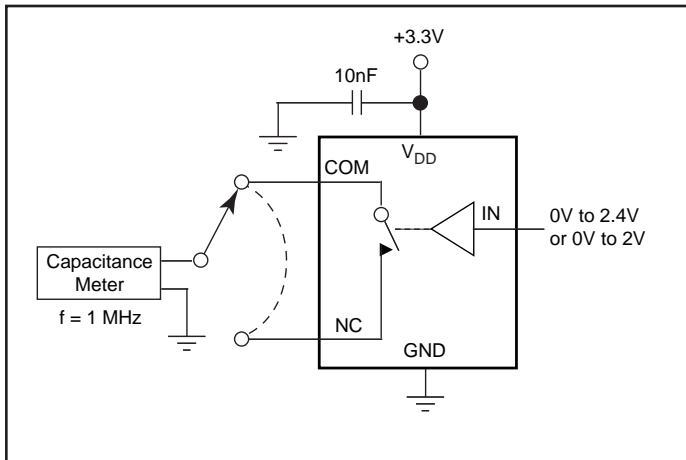 +3.3V
10nF
VDD
COM
IN
0V to 2.4V
or 0V to 2V
Capacitance
Meter
f = 1 MHz
NC
GND